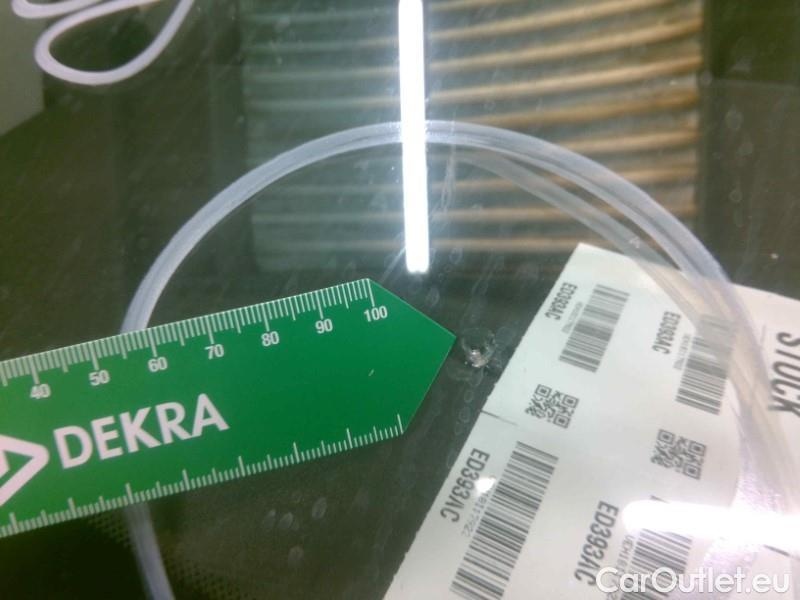 40 50 60 70 80 90 100
DEKRA
STOCK
ED393AC
ED393AC
ED393AC
ED393AC
CarOutlet.eu